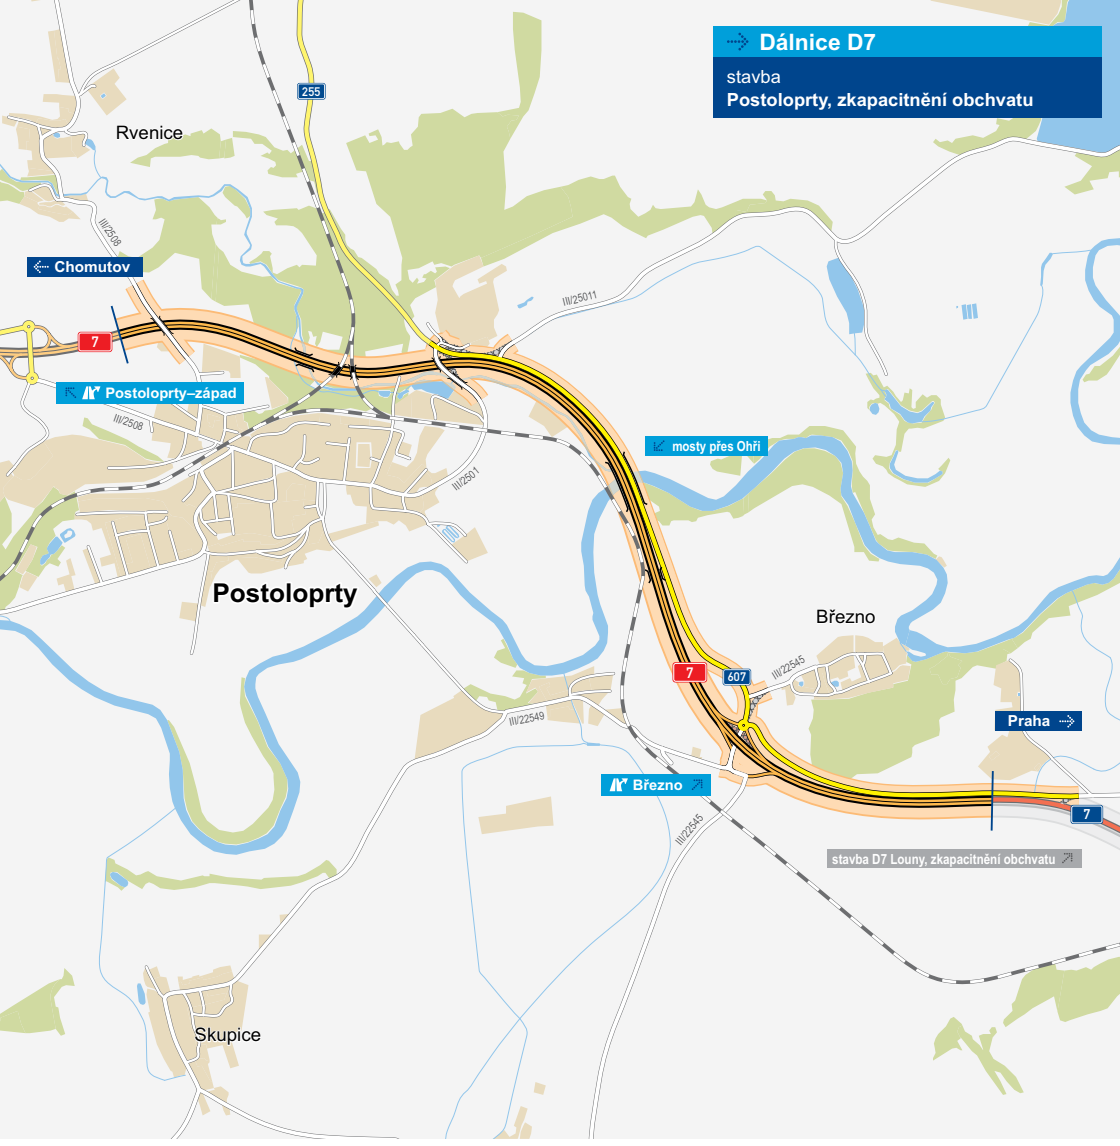 Dálnice D7
stavba
Postoloprty, zkapacitnění obchvatu
255
Rvenice
III/2508
Chomutov
7
III/25011
Postoloprty–západ
III/2508
mosty přes Ohři
III/2501
Postoloprty
Březno
7
607
III/22545
III/22549
Praha
Březno
7
III/22545
stavba D7 Louny, zkapacitnění obchvatu
Skupice